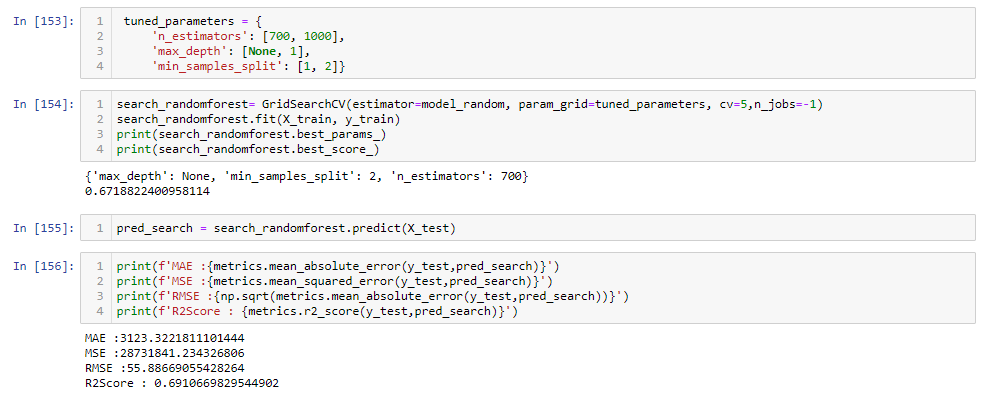 In [153]:
1 tuned_parameters = {
2 'n_estimators': [700, 1000],
3 'max_depth': [None, 1],
4 'min_samples_split': [1, 2]}
In [154]:
1 search_randomforest= GridSearchCV(estimator=model_random, param_grid=tuned_parameters, cv=5,n_jobs=-1)
2 search_randomforest.fit(X_train, y_train)
3 print(search_randomforest.best_params_)
4 print(search_randomforest.best_score_)
{'max_depth': None, 'min_samples_split': 2, 'n_estimators': 700}
0.6718822400958114
In [155]:
1 pred_search = search_randomforest.predict(X_test)
In [156]:
1 print(f'MAE :{metrics.mean_absolute_error(y_test,pred_search)}')
2 print(f'MSE :{metrics.mean_squared_error(y_test,pred_search)}')
3 print(f'RMSE :{np.sqrt(metrics.mean_absolute_error(y_test,pred_search))}')
4 print(f'R2Score : {metrics.r2_score(y_test,pred_search)}')
MAE :3123.3221811101444
MSE :28731841.234326806
RMSE :55.88669055428264
R2Score : 0.6910669829544902